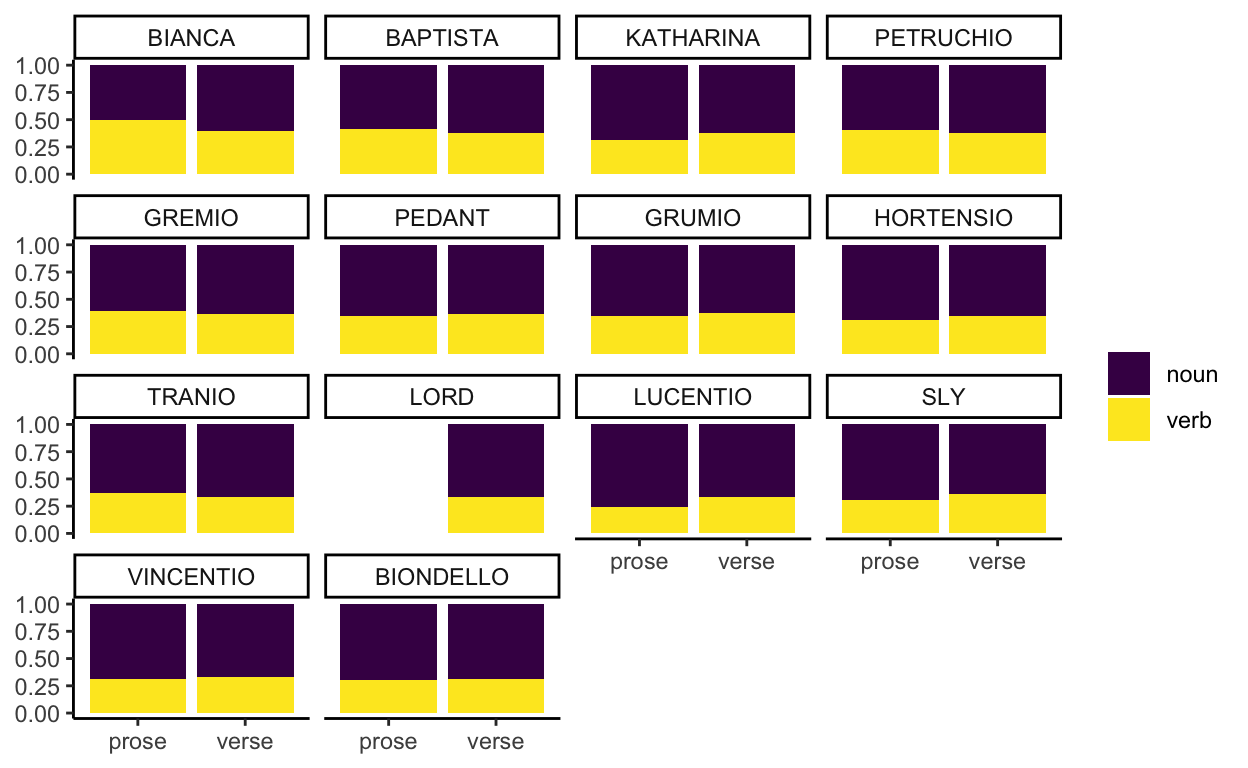 BIANCA BAPTISTA KATHARINA PETRUCHIO
1.00
0.75
0.50
0.25
0.00
GREMIO PEDANT GRUMIO HORTENSIO
1.00
0.75
0.50
0.25
0.00
noun
verb
TRANIO LORD LUCENTIO SLY
1.00
0.75
0.50
0.25
0.00
prose verse prose verse
VINCENTIO BIONDELLO
1.00
0.75
0.50
0.25
0.00
prose verse prose verse